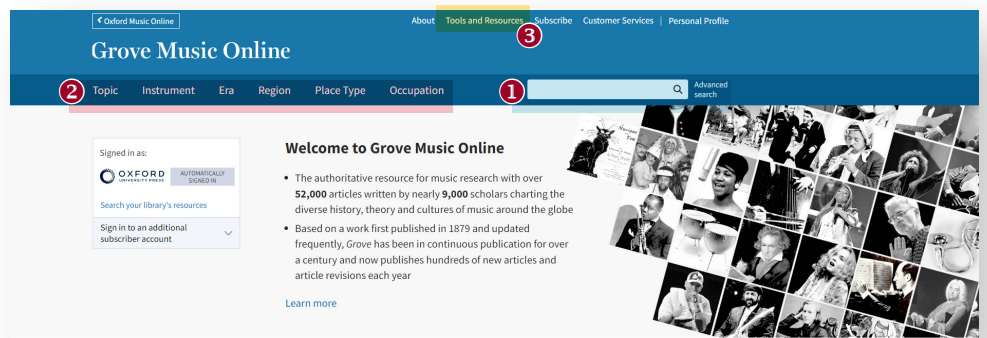 Oxford Music Online
About Tools and Resources Subscribe Customer Services | Personal Profile
3
Grove Music Online
2 Topic Instrument Era Region Place Type Occupation
1 Advanced
search
Signed in as:
OXFORD
UNIVERSITY PRESS
AUTOMATICALLY
SIGNED IN
Search your library's resources
Sign in to an additional
subscriber account
Welcome to Grove Music Online
• The authoritative resource for music research with over
52,000 articles written by nearly 9,000 scholars charting the
diverse history, theory and cultures of music around the globe
• Based on a work first published in 1879 and updated
frequently, Grove has been in continuous publication for over
a century and now publishes hundreds of new articles and
article revisions each year
Learn more